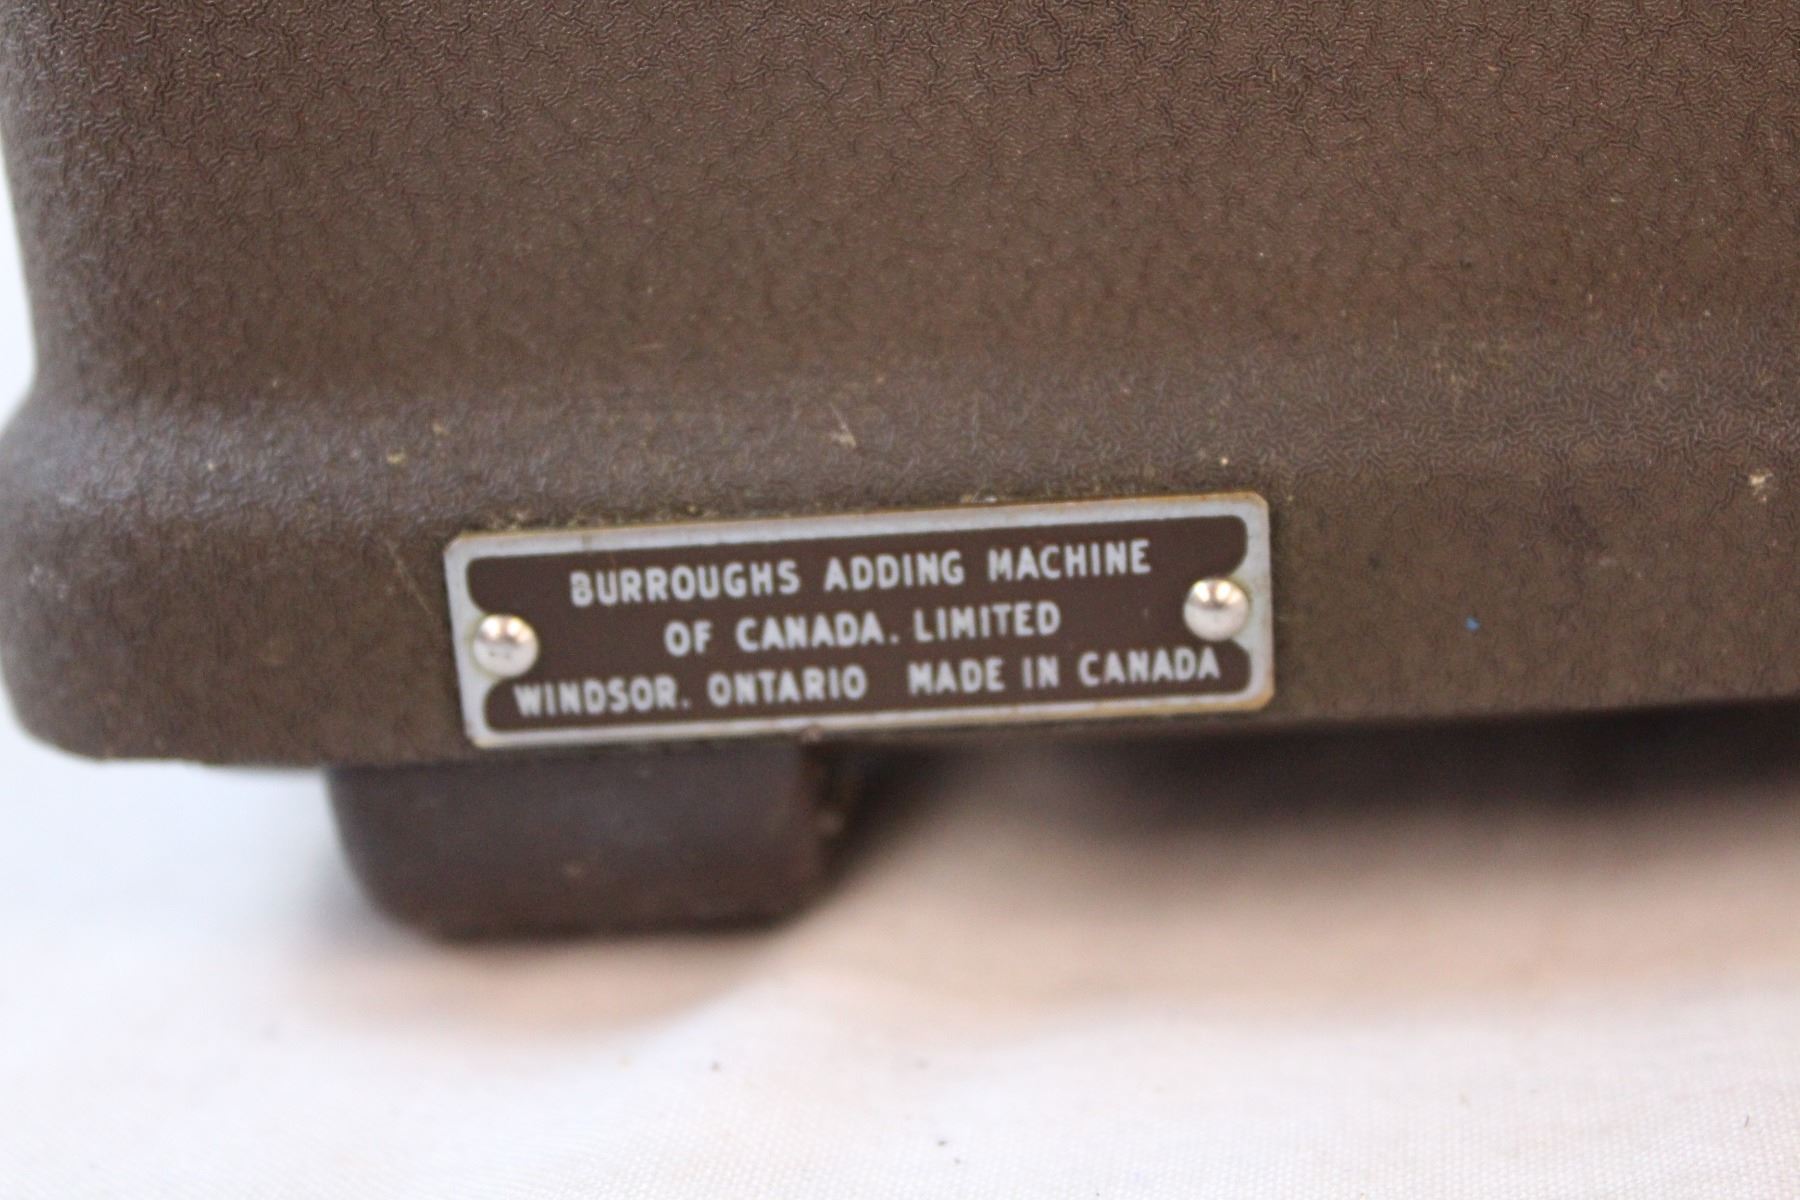 BURROUGHS ADDING MACHINE
OF CANADA. LIMITED
WINDSOR. ONTARIO MADE IN CANADA